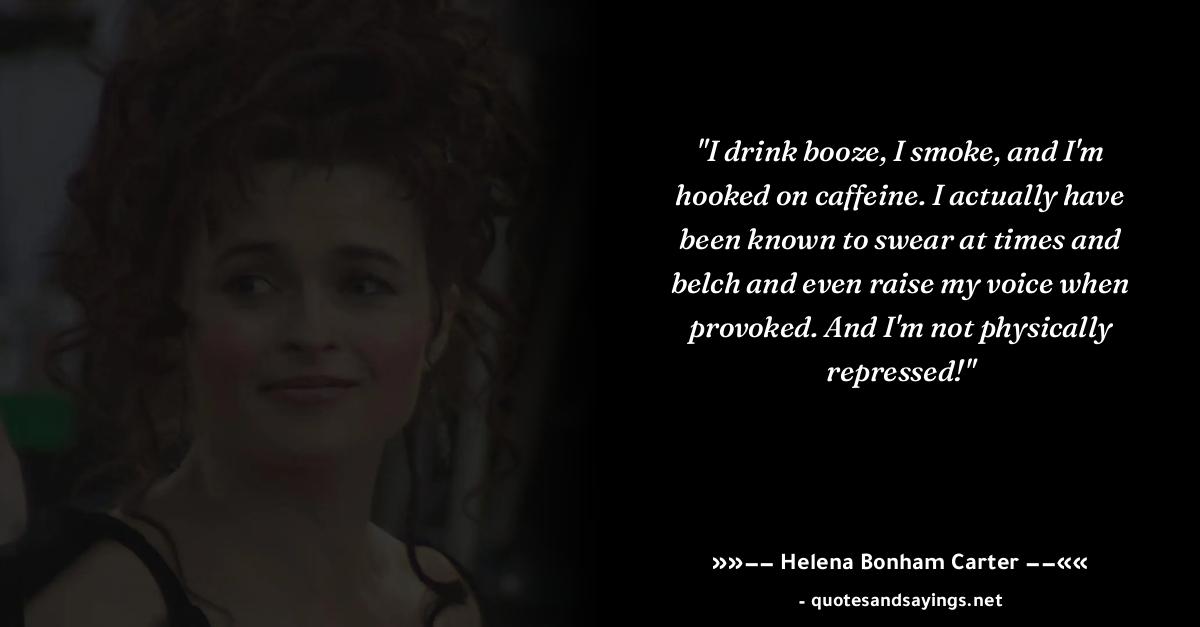 "I drink booze, I smoke, and I'm
hooked on caffeine. I actually have
been known to swear at times and
belch and even raise my voice when
provoked. And I'm not physically
repressed!"
»»−− Helena Bonham Carter −−««
- quotesandsayings.net